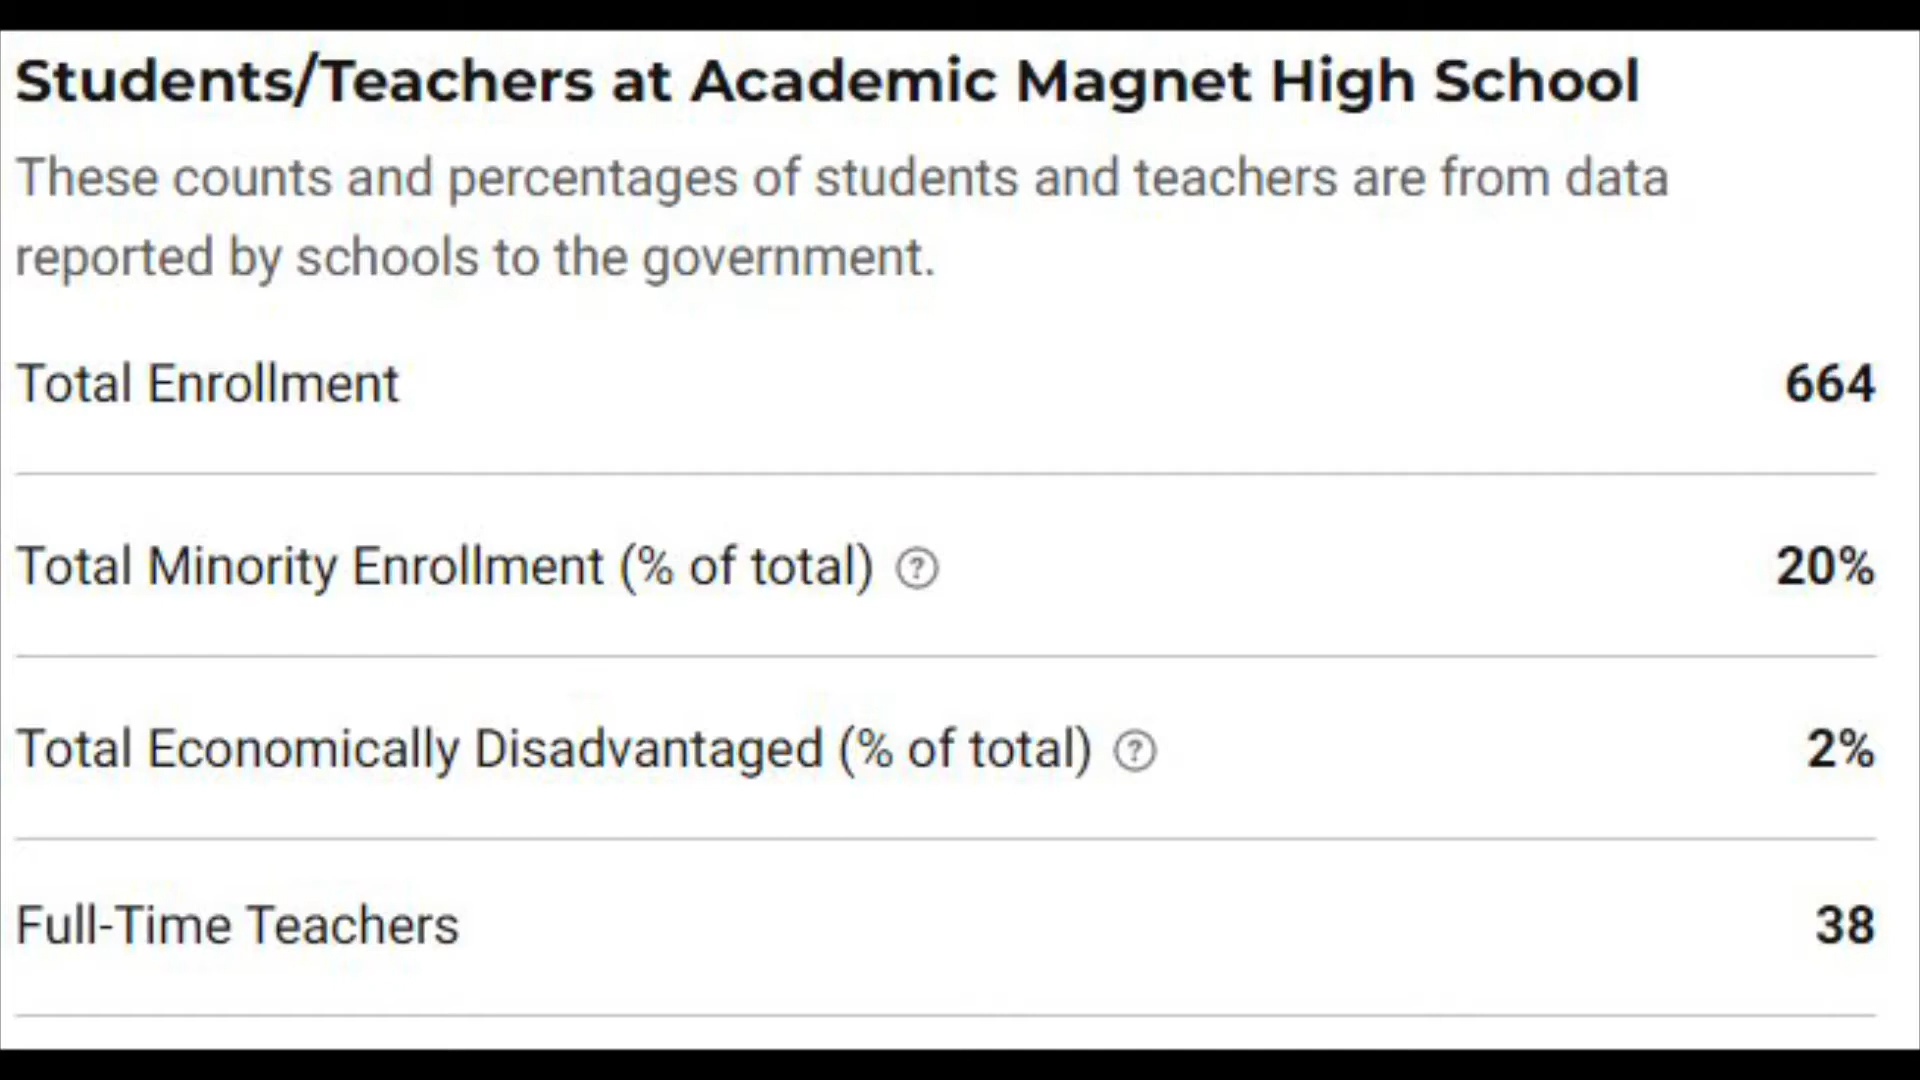 Students/Teachers at Academic Magnet High School
These counts and percentages of students and teachers are from data
reported by schools to the government.
Total Enrollment 664
Total Minority Enrollment (% of total) ? 20%
Total Economically Disadvantaged (% of total) ? 2%
Full-Time Teachers 38